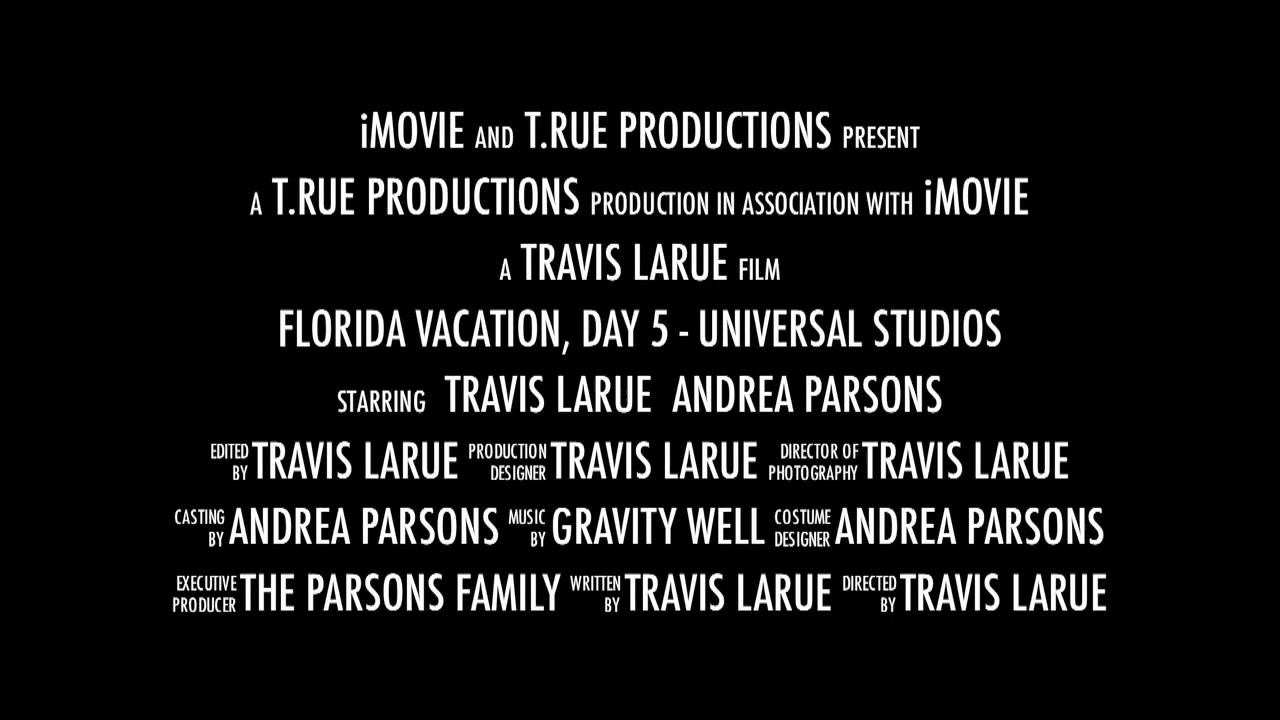 iMOVIE AND T.RUE PRODUCTIONS PRESENT
A T.RUE PRODUCTIONS PRODUCTION IN ASSOCIATION WITH iMOVIE
A TRAVIS LARUE FILM
FLORIDA VACATION, DAY 5 - UNIVERSAL STUDIOS
STARRING TRAVIS LARUE ANDREA PARSONS
EDITED BY TRAVIS LARUE PRODUCTION DESIGNER TRAVIS LARUE DIRECTOR OF PHOTOGRAPHY TRAVIS LARUE
CASTING BY ANDREA PARSONS MUSIC BY GRAVITY WELL COSTUME DESIGNER ANDREA PARSONS
EXECUTIVE PRODUCER THE PARSONS FAMILY WRITTEN BY TRAVIS LARUE DIRECTED BY TRAVIS LARUE